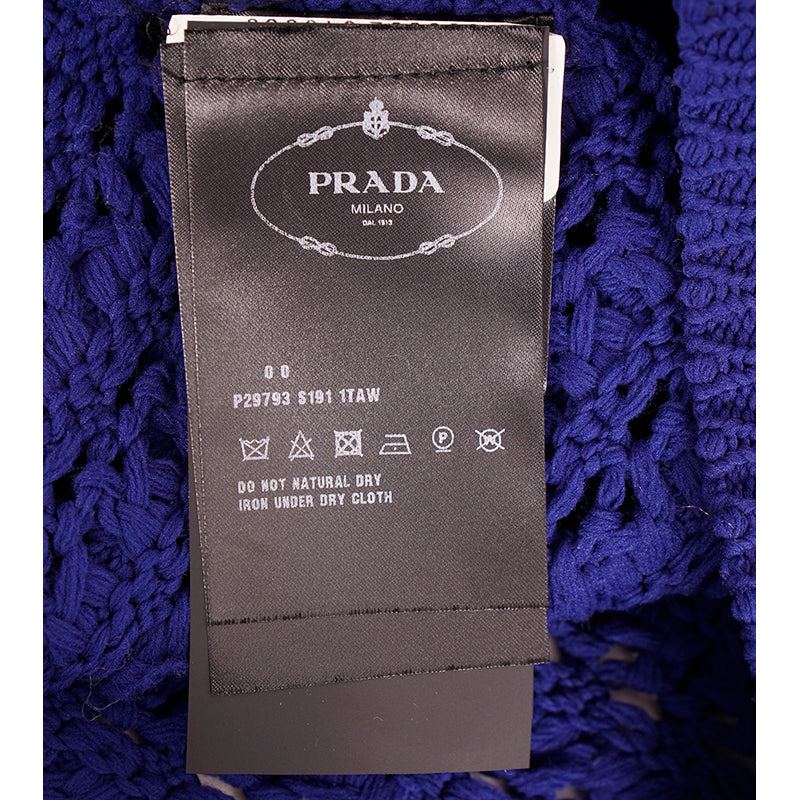 PRADA
MILANO
DAL 1913
0 0
P29793 S191 1TAW
P
W
DO NOT NATURAL DRY
IRON UNDER DRY CLOTH